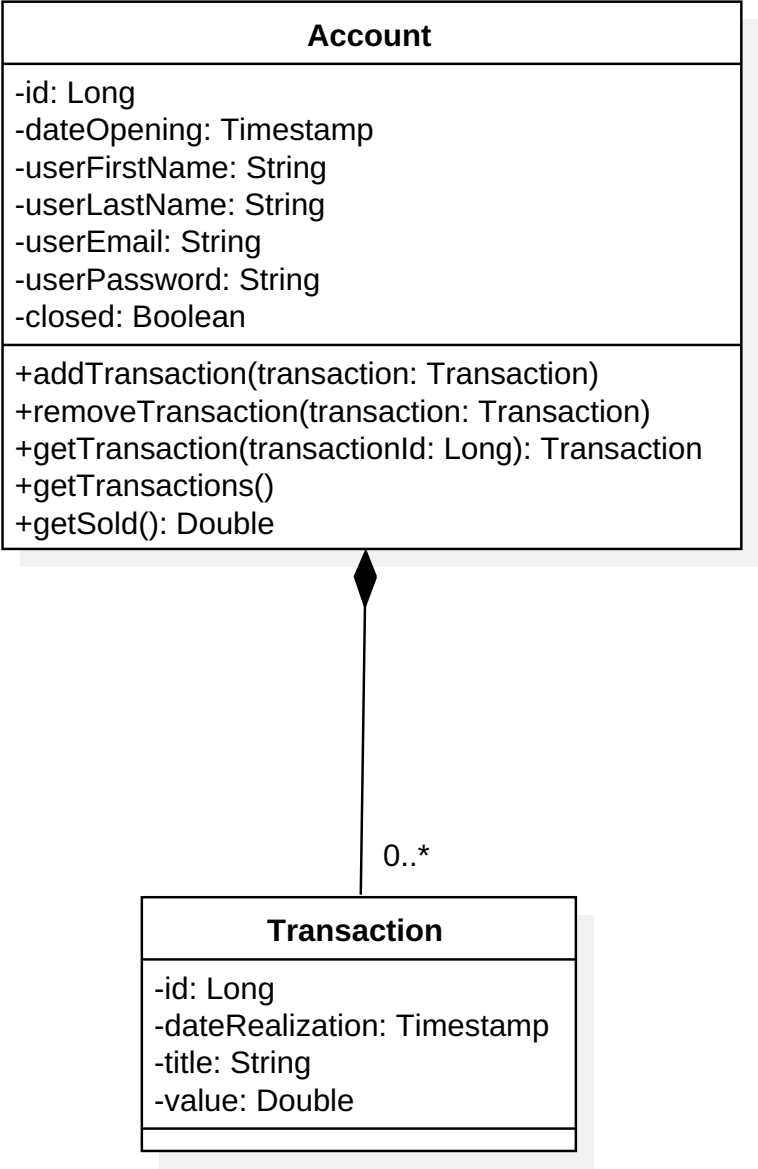 Account
-id: Long
-dateOpening: Timestamp
-userFirstName: String
-userLastName: String
-userEmail: String
-userPassword: String
-closed: Boolean
+addTransaction(transaction: Transaction)
+removeTransaction(transaction: Transaction)
+getTransaction(transactionId: Long): Transaction
+getTransactions()
+getSold(): Double
0..*
Transaction
-id: Long
-dateRealization: Timestamp
-title: String
-value: Double